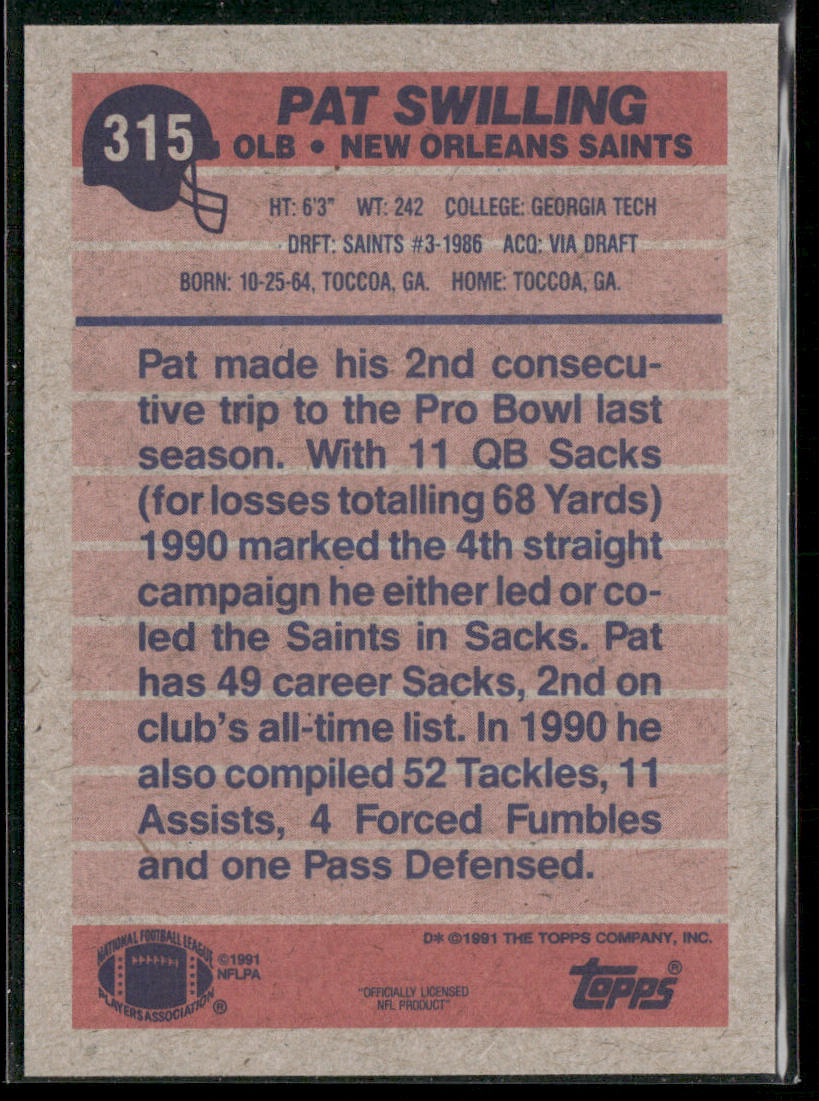 315
PAT SWILLING
OLB • NEW ORLEANS SAINTS
HT: 6'3" WT: 242 COLLEGE: GEORGIA TECH
DRFT: SAINTS #3-1986 ACQ: VIA DRAFT
BORN: 10-25-64, TOCCOA, GA. HOME: TOCCOA, GA.
Pat made his 2nd consecu-
tive trip to the Pro Bowl last
season. With 11 QB Sacks
(for losses totalling 68 Yards)
1990 marked the 4th straight
campaign he either led or co-
led the Saints in Sacks. Pat
has 49 career Sacks, 2nd on
club's all-time list. In 1990 he
also compiled 52 Tackles, 11
Assists, 4 Forced Fumbles
and one Pass Defensed.
D* ©1991 THE TOPPS COMPANY, INC.
NATIONAL FOOTBALL LEAGUE
PLAYERS ASSOCIATION ®
©1991
NFLPA
"OFFICIALLY LICENSED
NFL PRODUCT"
topps®